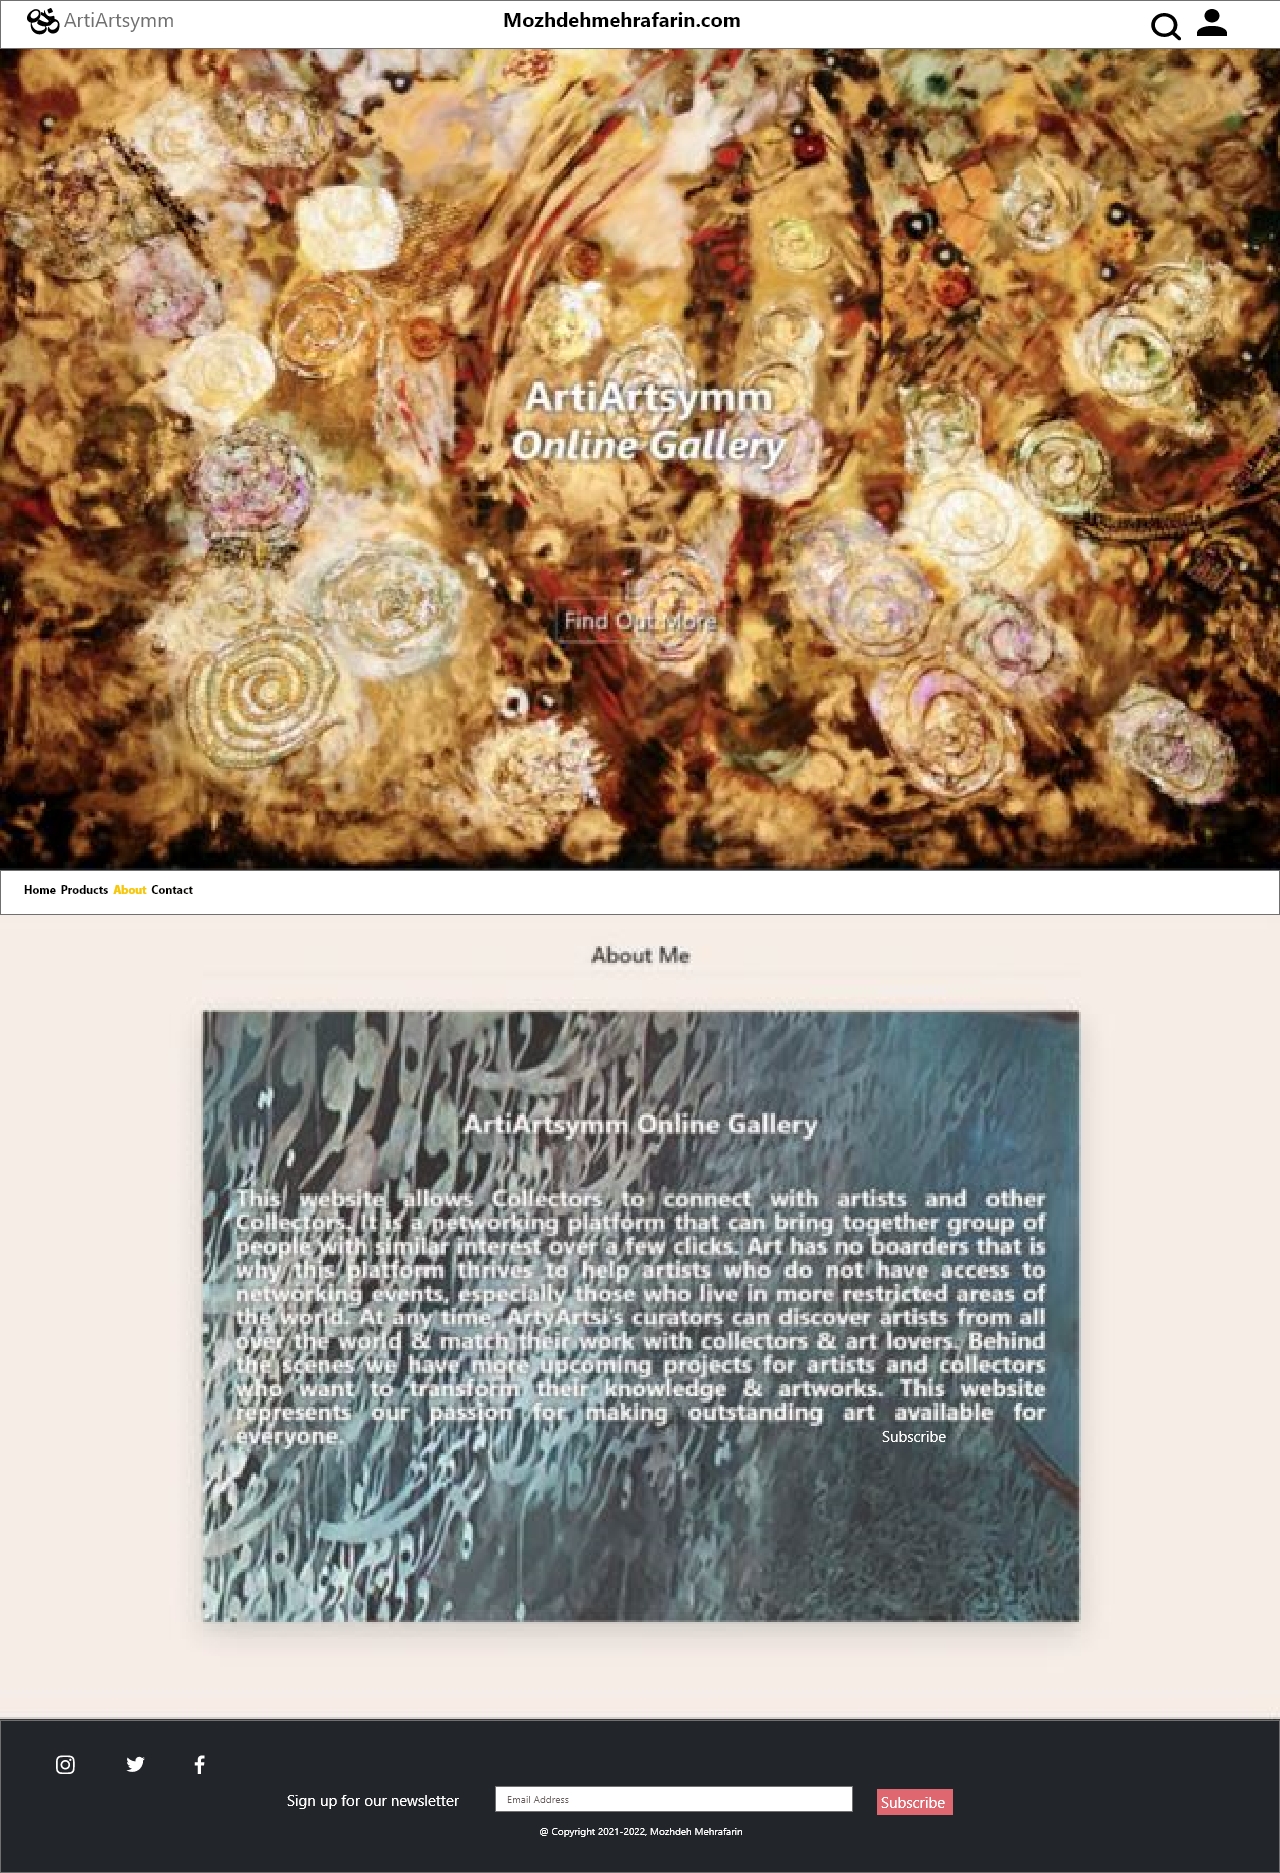 ArtiArtsymm
Mozhdehmehrafarin.com
ArtiArtsymm
Online Gallery
Find Out More
Home Products About Contact
About Me
ArtiArtsymm Online Gallery
This website allows Collectors to connect with artists and other
Collectors. It is a networking platform that can bring together group of
people with similar interest over a few clicks. Art has no boarders that is
why this platform thrives to help artists who do not have access to
networking events, especially those who live in more restricted areas of
the world. At any time, ArtyArtsi's curators can discover artists from all
over the world & match their work with collectors & art lovers. Behind
the scenes we have more upcoming projects for artists and collectors
who want to transform their knowledge & artworks. This website
represents our passion for making outstanding art available for
everyone.
Subscribe
Sign up for our newsletter
Email Address
Subscribe
@ Copyright 2021-2022, Mozhdeh Mehrafarin